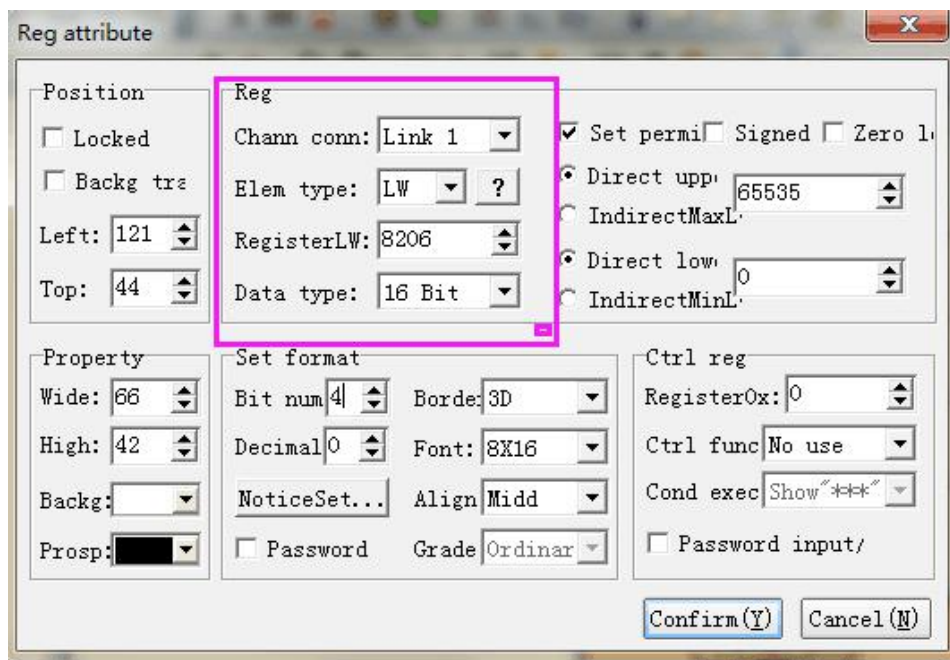 Reg attribute
X
Position
Locked
Backg tra
Left: 121
Top: 44
Reg
Chann conn: Link 1
Elem type: LW ?
RegisterLW: 8206
Data type: 16 Bit
Set permi Signed Zero l
Direct upp
65535
IndirectMaxL
Direct low
0
IndirectMinL
Property
Wide: 66
High: 42
Backg:
Prosp:
Set format
Bit num 4 Borde: 3D
Decimal 0 Font: 8X16
NoticeSet... Align Midd
Password Grade Ordinar
Ctrl reg
Register0x: 0
Ctrl func No use
Cond exec Show"***"
Password input/
Confirm(Y) Cancel(N)